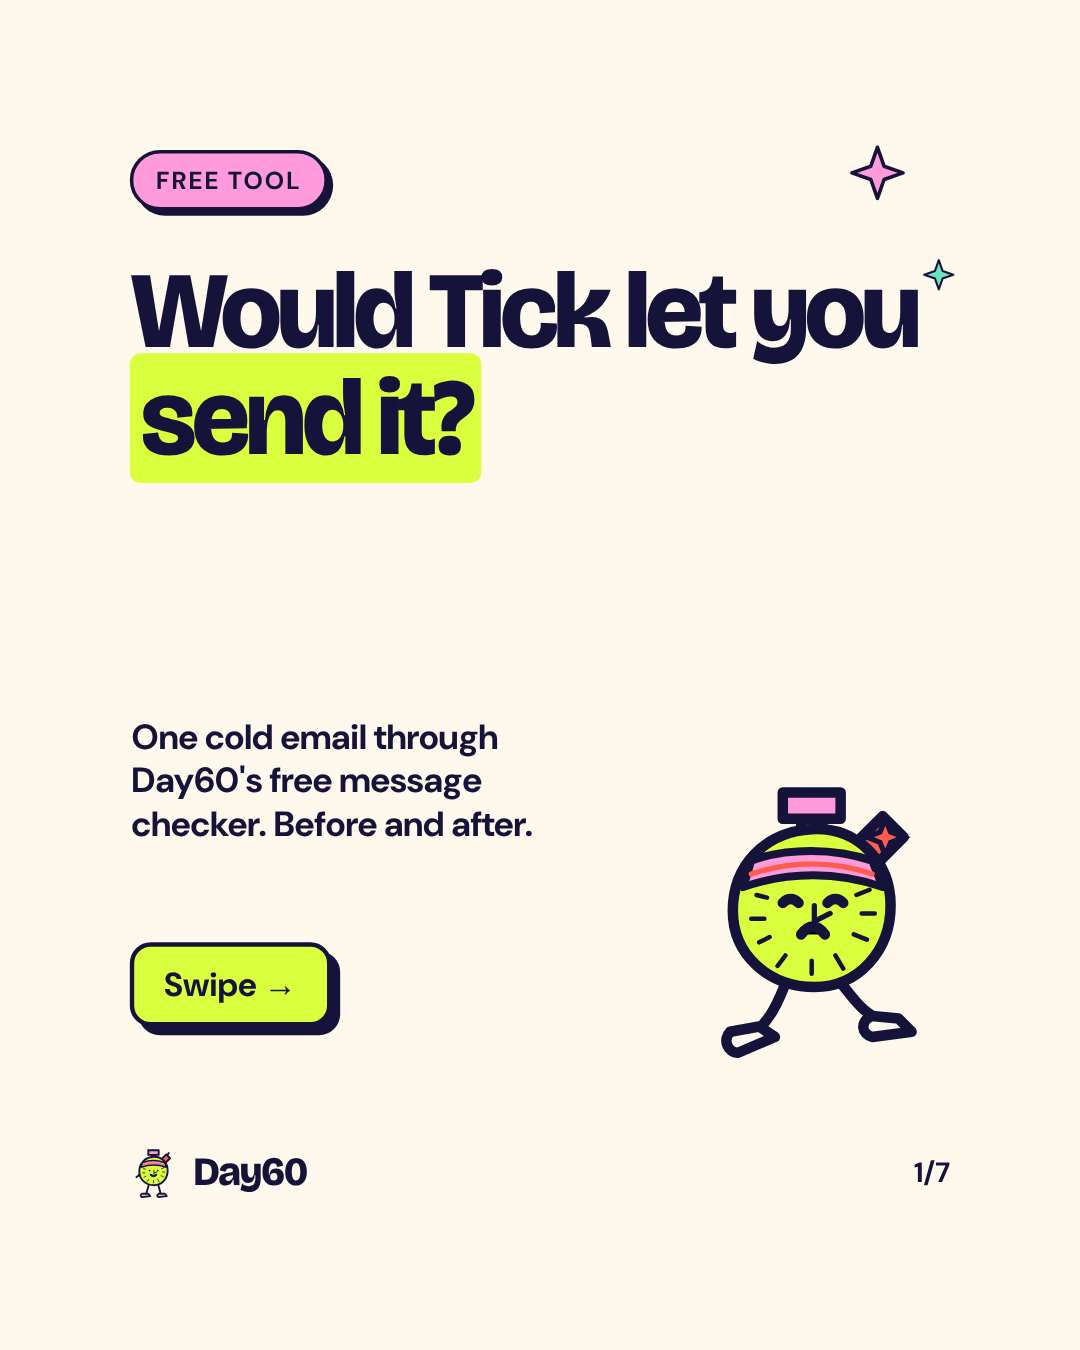 FREE TOOL
Would Tick let you
send it?
One cold email through
Day60's free message
checker. Before and after.
Swipe →
Day60
1/7